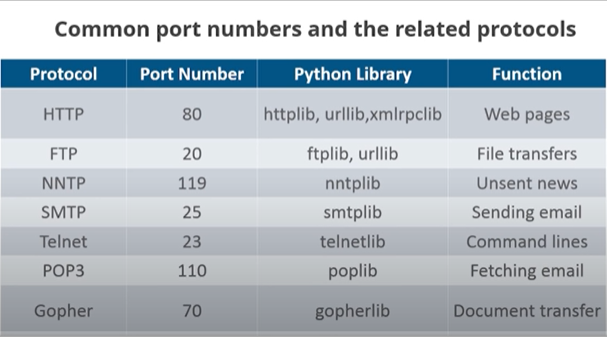 Common port numbers and the related protocols
Protocol Port Number Python Library Function
HTTP 80 httplib, urllib,xmlrpclib Web pages
FTP 20 ftplib, urllib File transfers
NNTP 119 nntplib Unsent news
SMTP 25 smtplib Sending email
Telnet 23 telnetlib Command lines
POP3 110 poplib Fetching email
Gopher 70 gopherlib Document transfer